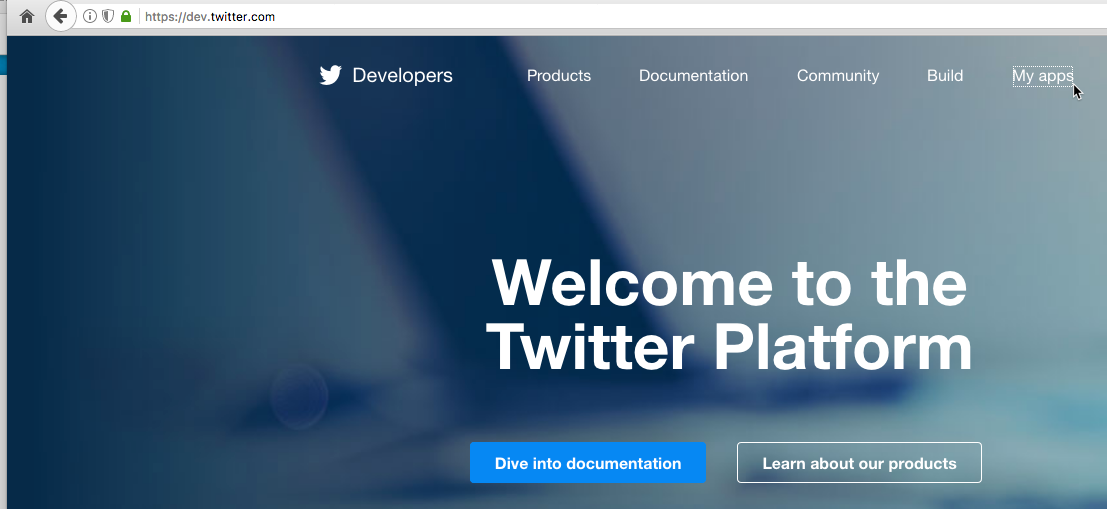 https://dev.twitter.com
Developers Products Documentation Community Build My apps
Welcome to the
Twitter Platform
Dive into documentation Learn about our products